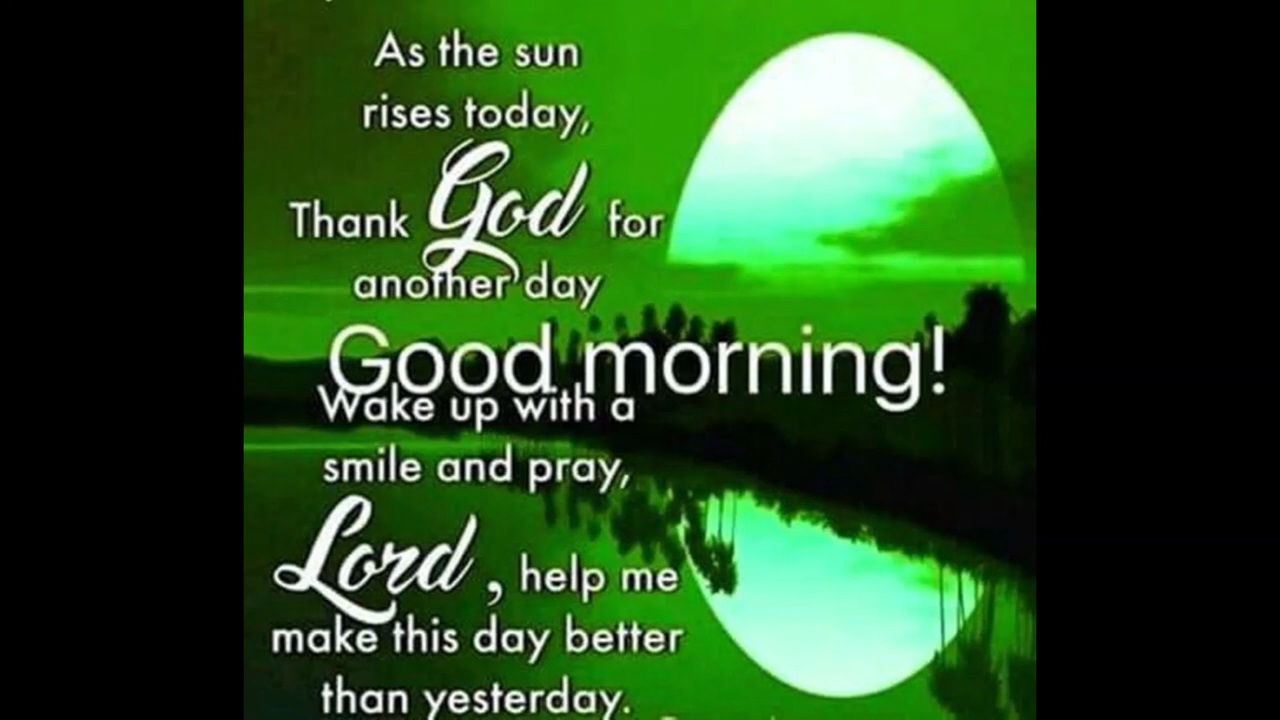 As the sun
rises today,
Thank God for
another day
Good morning!
Wake up with a
smile and pray,
Lord, help me
make this day better
than yesterday.